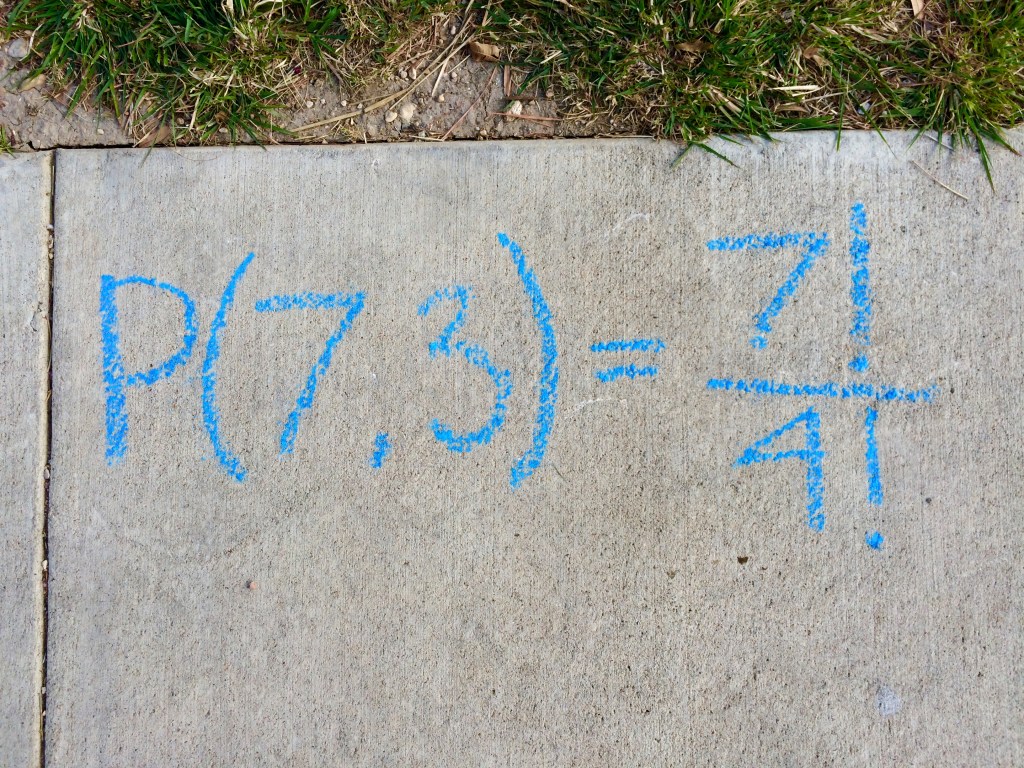 P(7,3) = 7!/4!